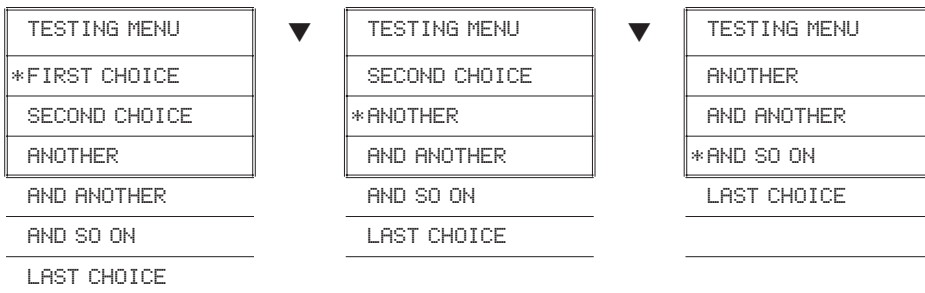 TESTING MENU
*FIRST CHOICE
SECOND CHOICE
ANOTHER
AND ANOTHER
AND SO ON
LAST CHOICE
▼
TESTING MENU
SECOND CHOICE
*ANOTHER
AND ANOTHER
AND SO ON
LAST CHOICE
▼
TESTING MENU
ANOTHER
AND ANOTHER
*AND SO ON
LAST CHOICE